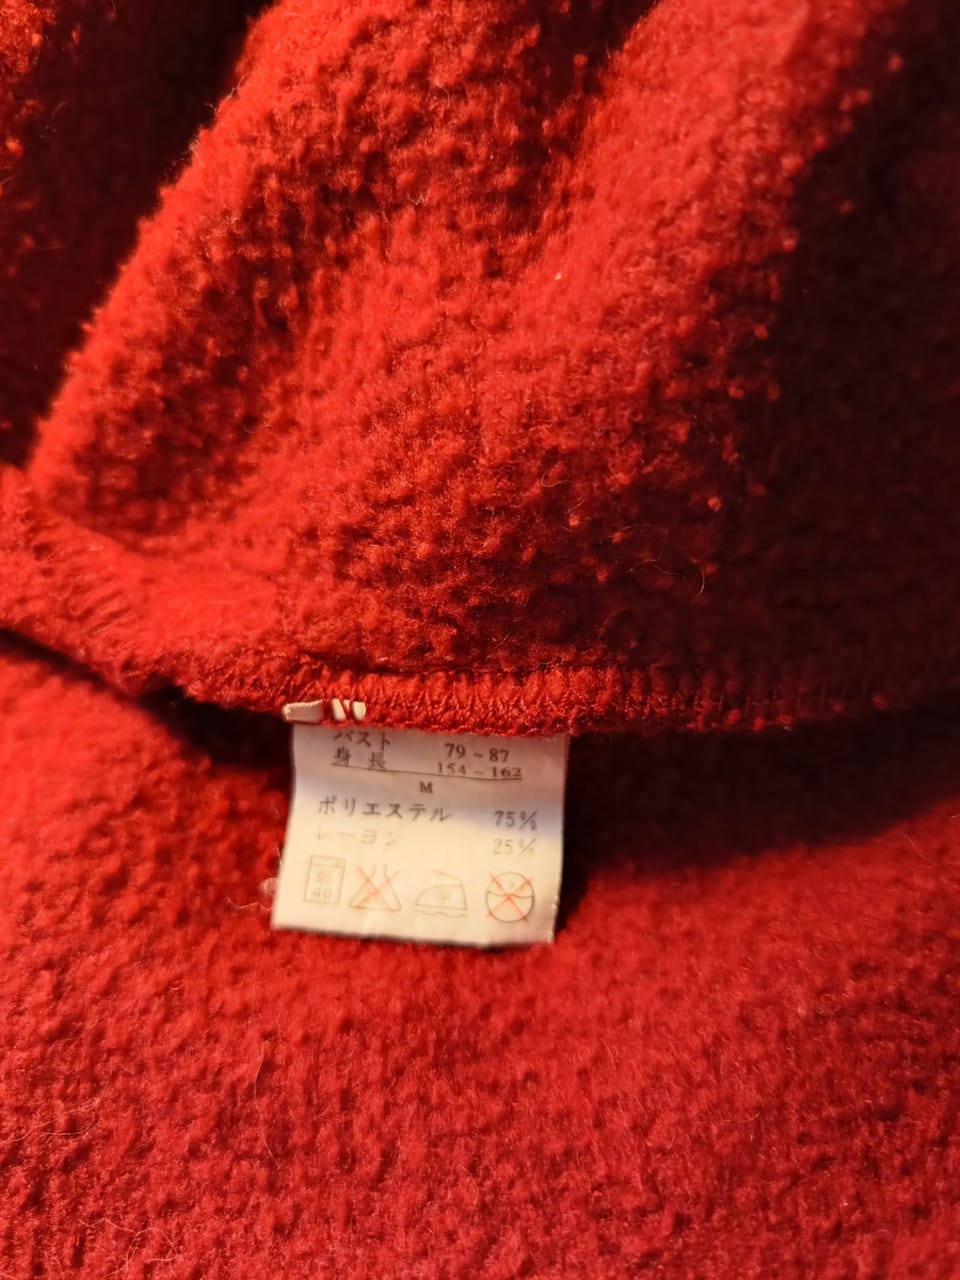 バスト 79~87
身長 154~162
M
ポリエステル 75%
レーヨン 25%
40